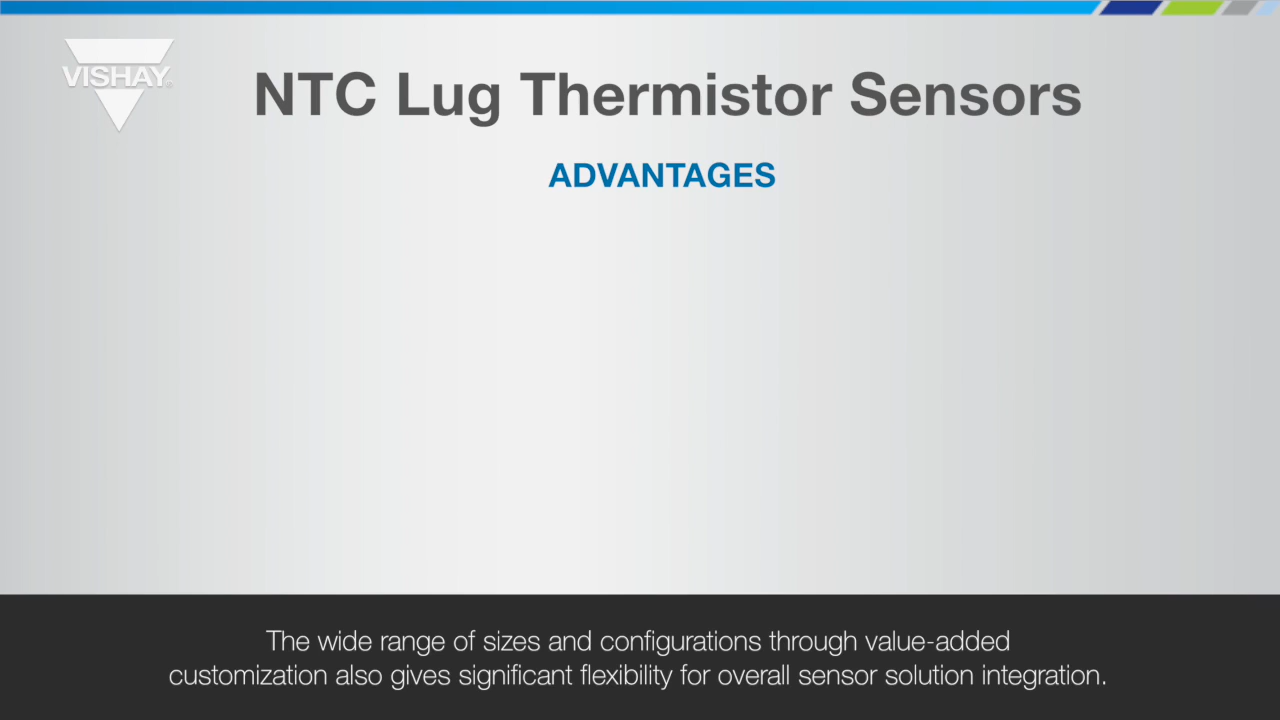 VISHAY®
NTC Lug Thermistor Sensors
ADVANTAGES
The wide range of sizes and configurations through value-added
customization also gives significant flexibility for overall sensor solution integration.